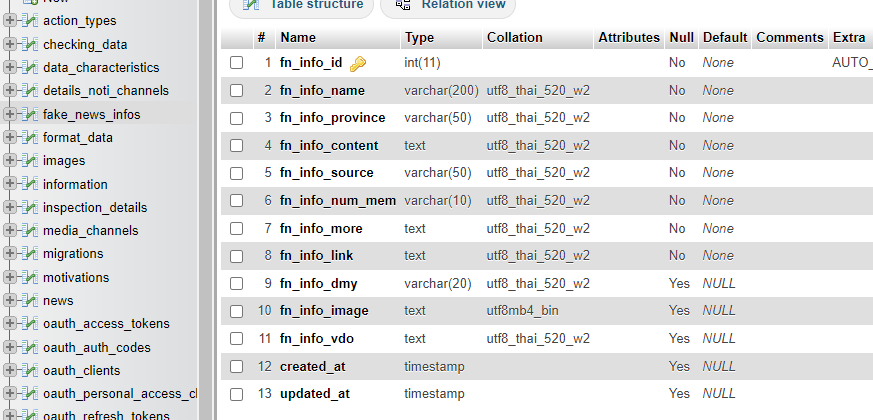 New
action_types
checking_data
data_characteristics
details_noti_channels
fake_news_infos
format_data
images
information
inspection_details
media_channels
migrations
motivations
news
oauth_access_tokens
oauth_auth_codes
oauth_clients
oauth_personal_access_cl
oauth_refresh_tokens
Table structure Relation view
# Name Type Collation Attributes Null Default Comments Extra
1 fn_info_id int(11) No None AUTO_
2 fn_info_name varchar(200) utf8_thai_520_w2 No None
3 fn_info_province varchar(50) utf8_thai_520_w2 No None
4 fn_info_content text utf8_thai_520_w2 No None
5 fn_info_source varchar(50) utf8_thai_520_w2 No None
6 fn_info_num_mem varchar(10) utf8_thai_520_w2 No None
7 fn_info_more text utf8_thai_520_w2 No None
8 fn_info_link text utf8_thai_520_w2 No None
9 fn_info_dmy varchar(20) utf8_thai_520_w2 Yes NULL
10 fn_info_image text utf8mb4_bin Yes NULL
11 fn_info_vdo text utf8_thai_520_w2 Yes NULL
12 created_at timestamp Yes NULL
13 updated_at timestamp Yes NULL